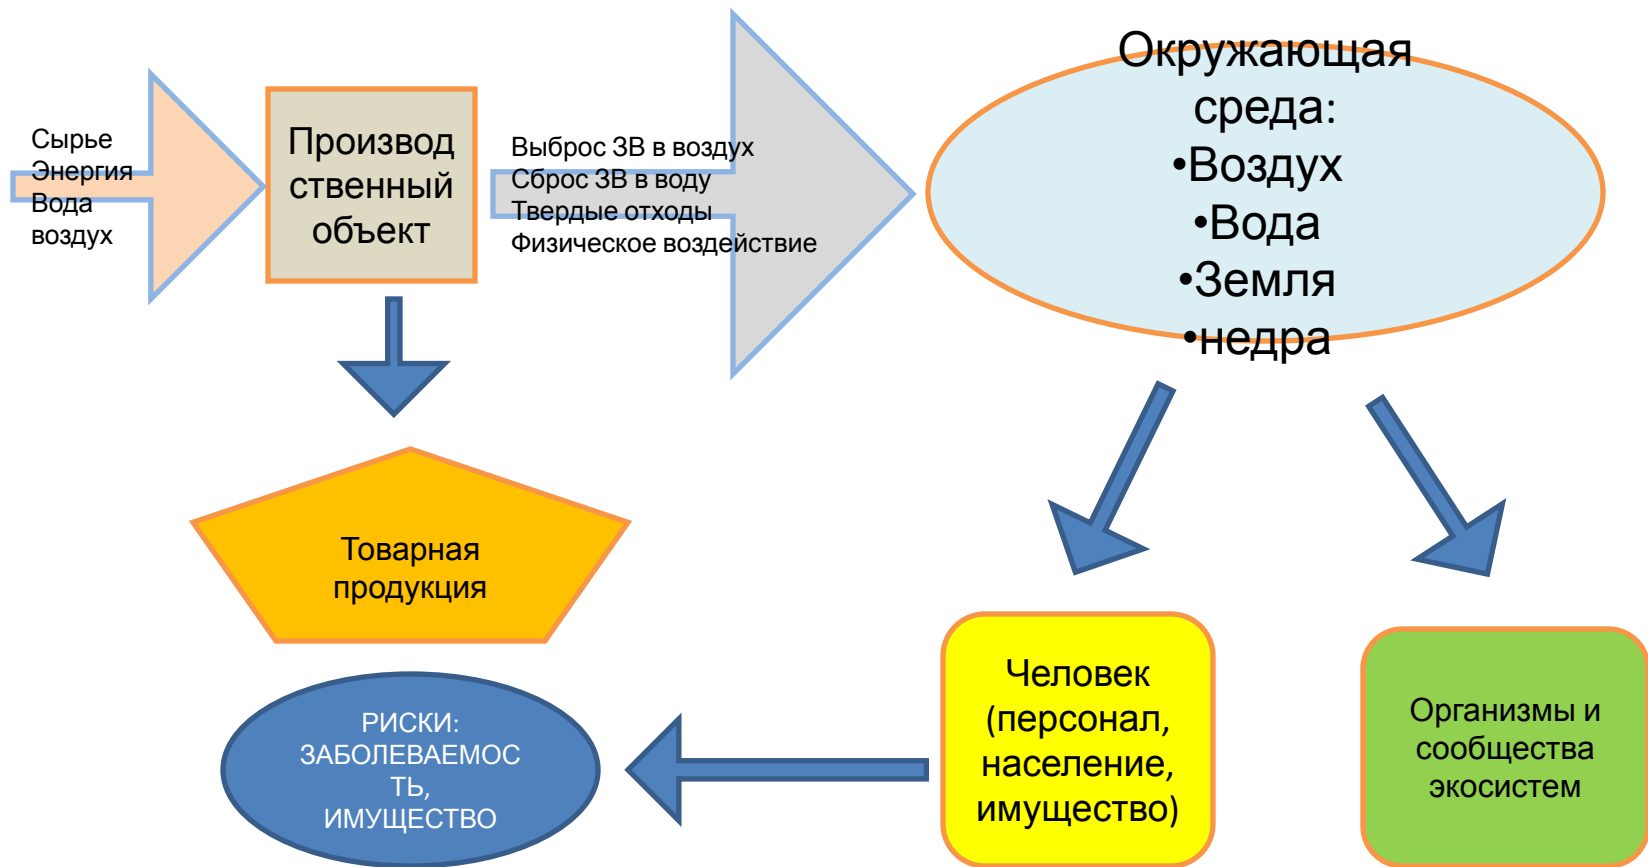 Сырье
Энергия
Вода
воздух
Производ
ственный
объект
Выброс ЗВ в воздух
Сброс ЗВ в воду
Твердые отходы
Физическое воздействие
Окружающая
среда:
•Воздух
•Вода
•Земля
•недра
Товарная
продукция
РИСКИ:
ЗАБОЛЕВАЕМОС
ТЬ,
ИМУЩЕСТВО
Человек
(персонал,
население,
имущество)
Организмы и
сообщества
экосистем